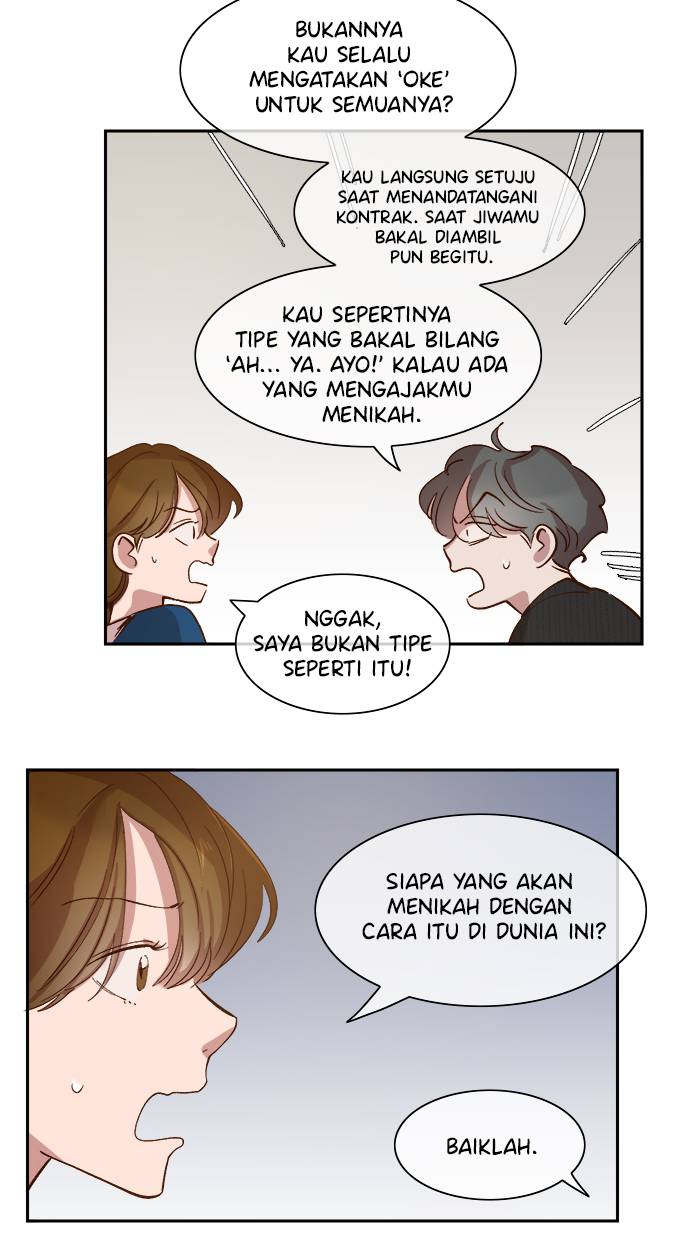 BUKANNYA
KAU SELALU
MENGATAKAN ‘OKE’
UNTUK SEMUANYA?
KAU LANGSUNG SETUJU
SAAT MENANDATANGANI
KONTRAK. SAAT JIWAMU
BAKAL DIAMBIL
PUN BEGITU.
KAU SEPERTINYA
TIPE YANG BAKAL BILANG
‘AH... YA. AYO!’ KALAU ADA
YANG MENGAJAKMU
MENIKAH.
NGGAK,
SAYA BUKAN TIPE
SEPERTI ITU!
SIAPA YANG AKAN
MENIKAH DENGAN
CARA ITU DI DUNIA INI?
BAIKLAH.